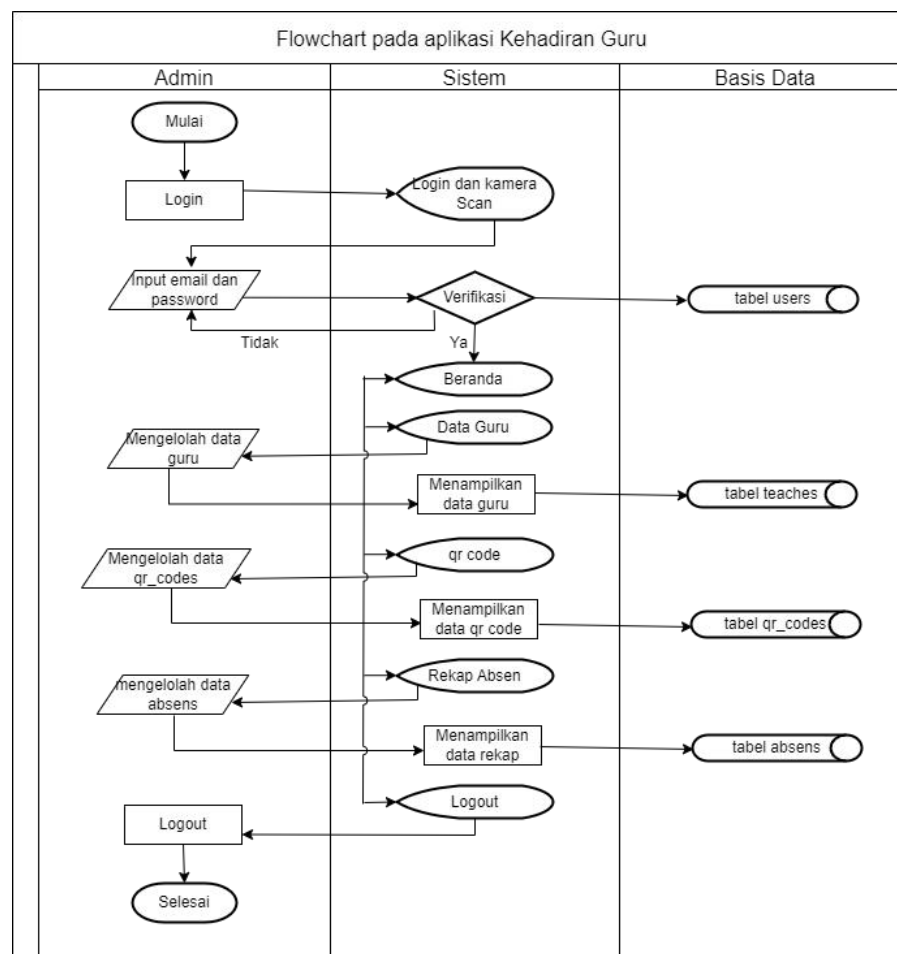 Flowchart pada aplikasi Kehadiran Guru
Admin
Sistem
Basis Data
Mulai
Login
Login dan kamera
Scan
Input email dan
password
Verifikasi
tabel users
Tidak
Ya
Beranda
Data Guru
Mengelolah data
guru
Menampilkan
data guru
tabel teaches
qr code
Mengelolah data
qr_codes
Menampilkan
data qr code
tabel qr_codes
Rekap Absen
mengelolah data
absens
Menampilkan
data rekap
tabel absens
Logout
Logout
Selesai